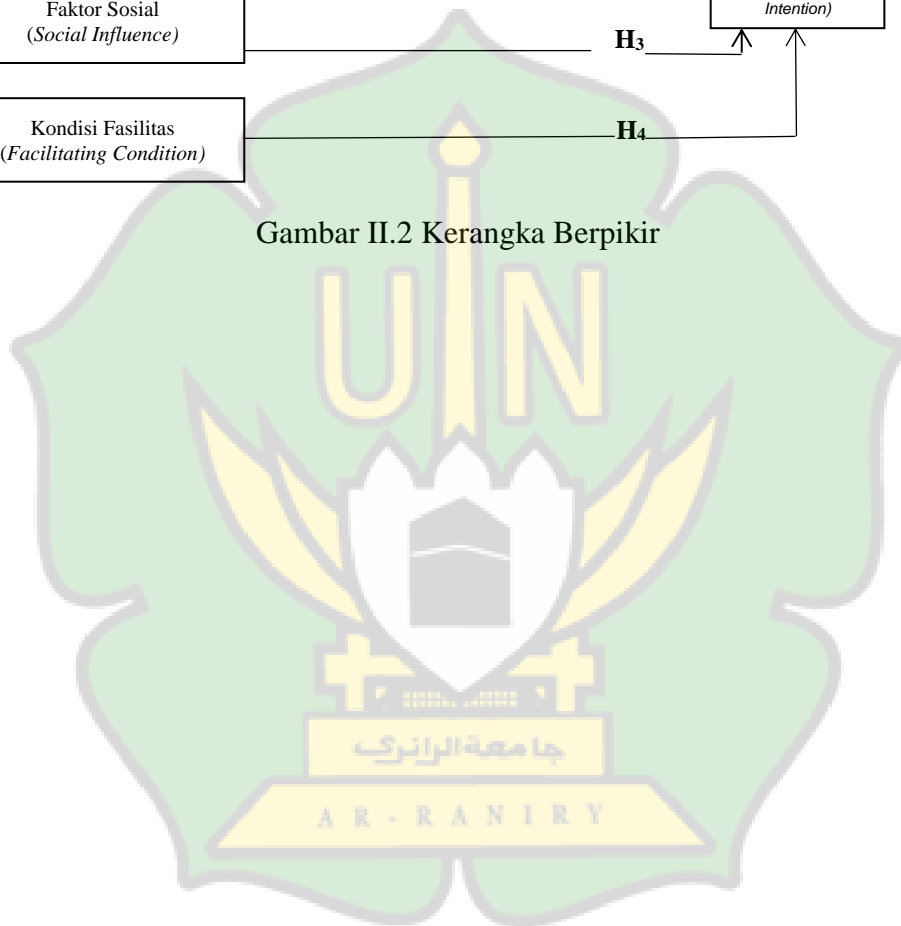 Faktor Sosial
(Social Influence)
Intention)
H3
Kondisi Fasilitas
(Facilitating Condition)
H4
Gambar II.2 Kerangka Berpikir
UIN
جامعة الرانري
AR-RANIRY